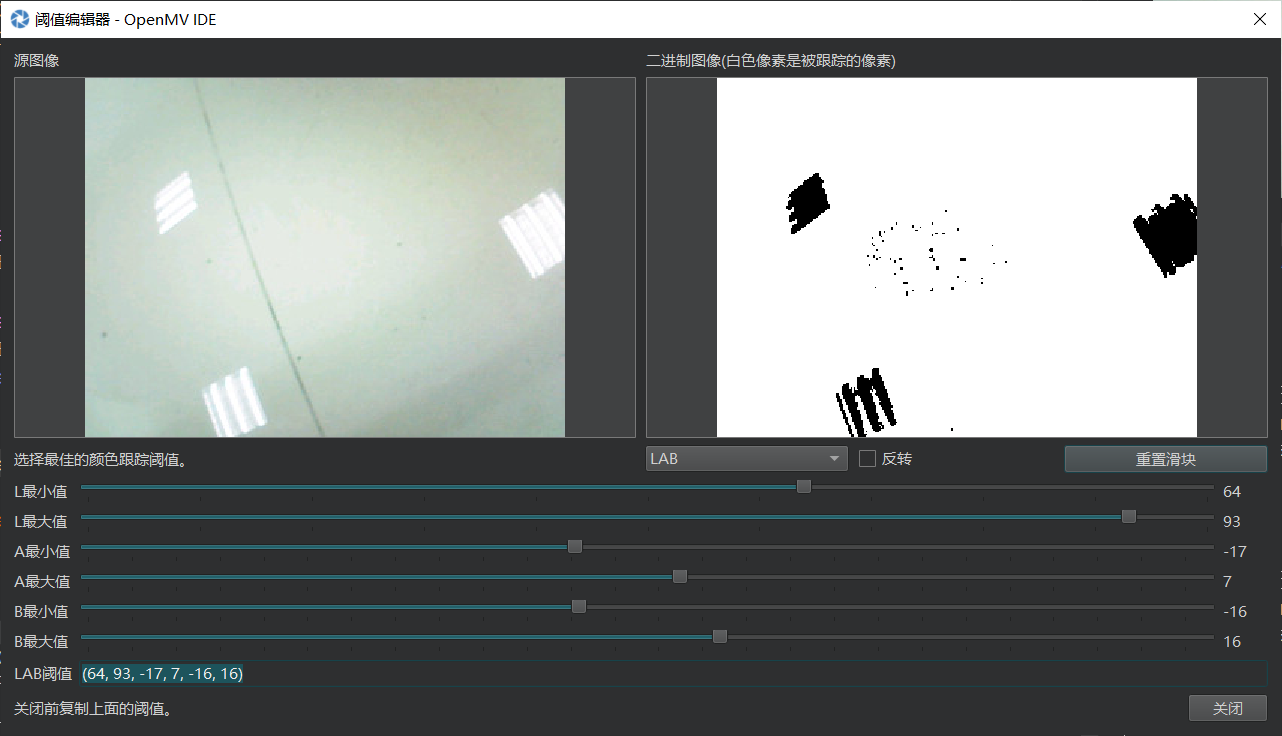 阈值编辑器 - OpenMV IDE
源图像
二进制图像(白色像素是被跟踪的像素)
选择最佳的颜色跟踪阈值。
LAB
反转
重置滑块
L最小值 64
L最大值 93
A最小值 -17
A最大值 7
B最小值 -16
B最大值 16
LAB阈值 (64, 93, -17, 7, -16, 16)
关闭前复制上面的阈值。
关闭